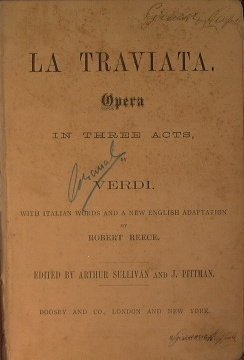 LA TRAVIATA.
Opera
IN THREE ACTS,
VERDI.
WITH ITALIAN WORDS AND A NEW ENGLISH ADAPTATION
BY
ROBERT REECE.
EDITED BY ARTHUR SULLIVAN AND J. PITTMAN.
BOOSEY AND CO., LONDON AND NEW YORK.